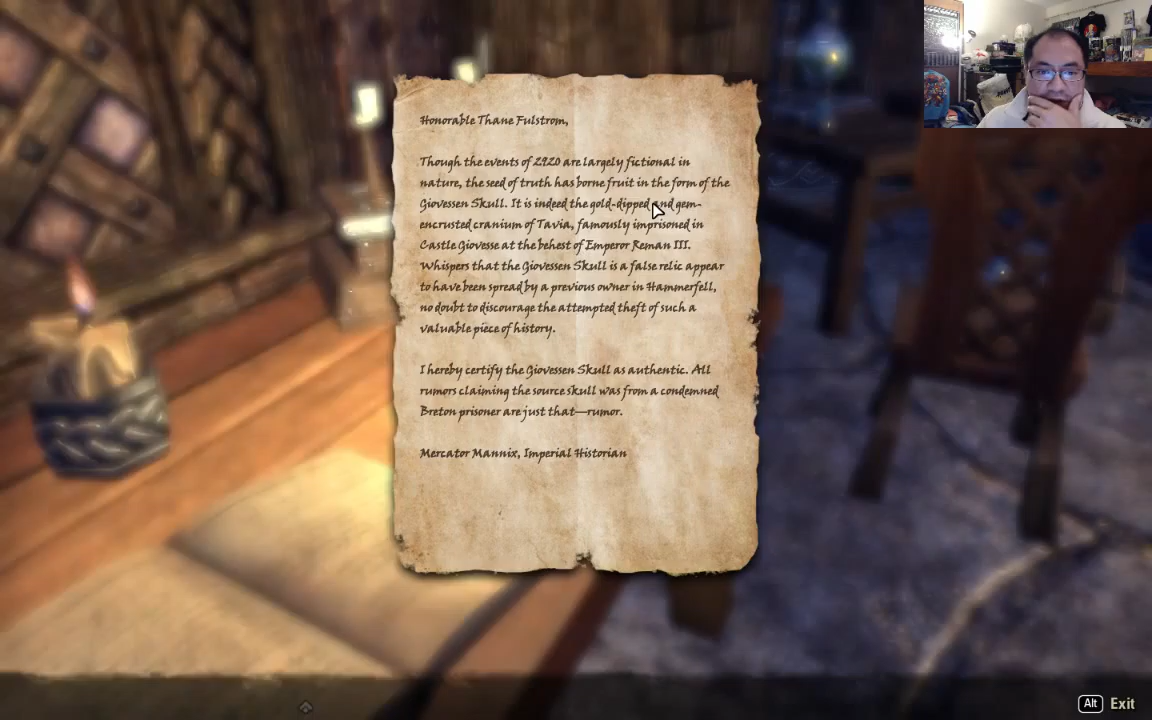 Honorable Thane Fulstrom,
Though the events of 2920 are largely fictional in
nature, the seed of truth has borne fruit in the form of the
Giovessen Skull. It is indeed the gold-dipped and gem-
encrusted cranium of Tavia, famously imprisoned in
Castle Giovesse at the behest of Emperor Reman III.
Whispers that the Giovessen Skull is a false relic appear
to have been spread by a previous owner in Hammerfell,
no doubt to discourage the attempted theft of such a
valuable piece of history.
I hereby certify the Giovessen Skull as authentic. All
rumors claiming the source skull was from a condemned
Breton prisoner are just that—rumor.
Mercator Mannix, Imperial Historian
Alt Exit